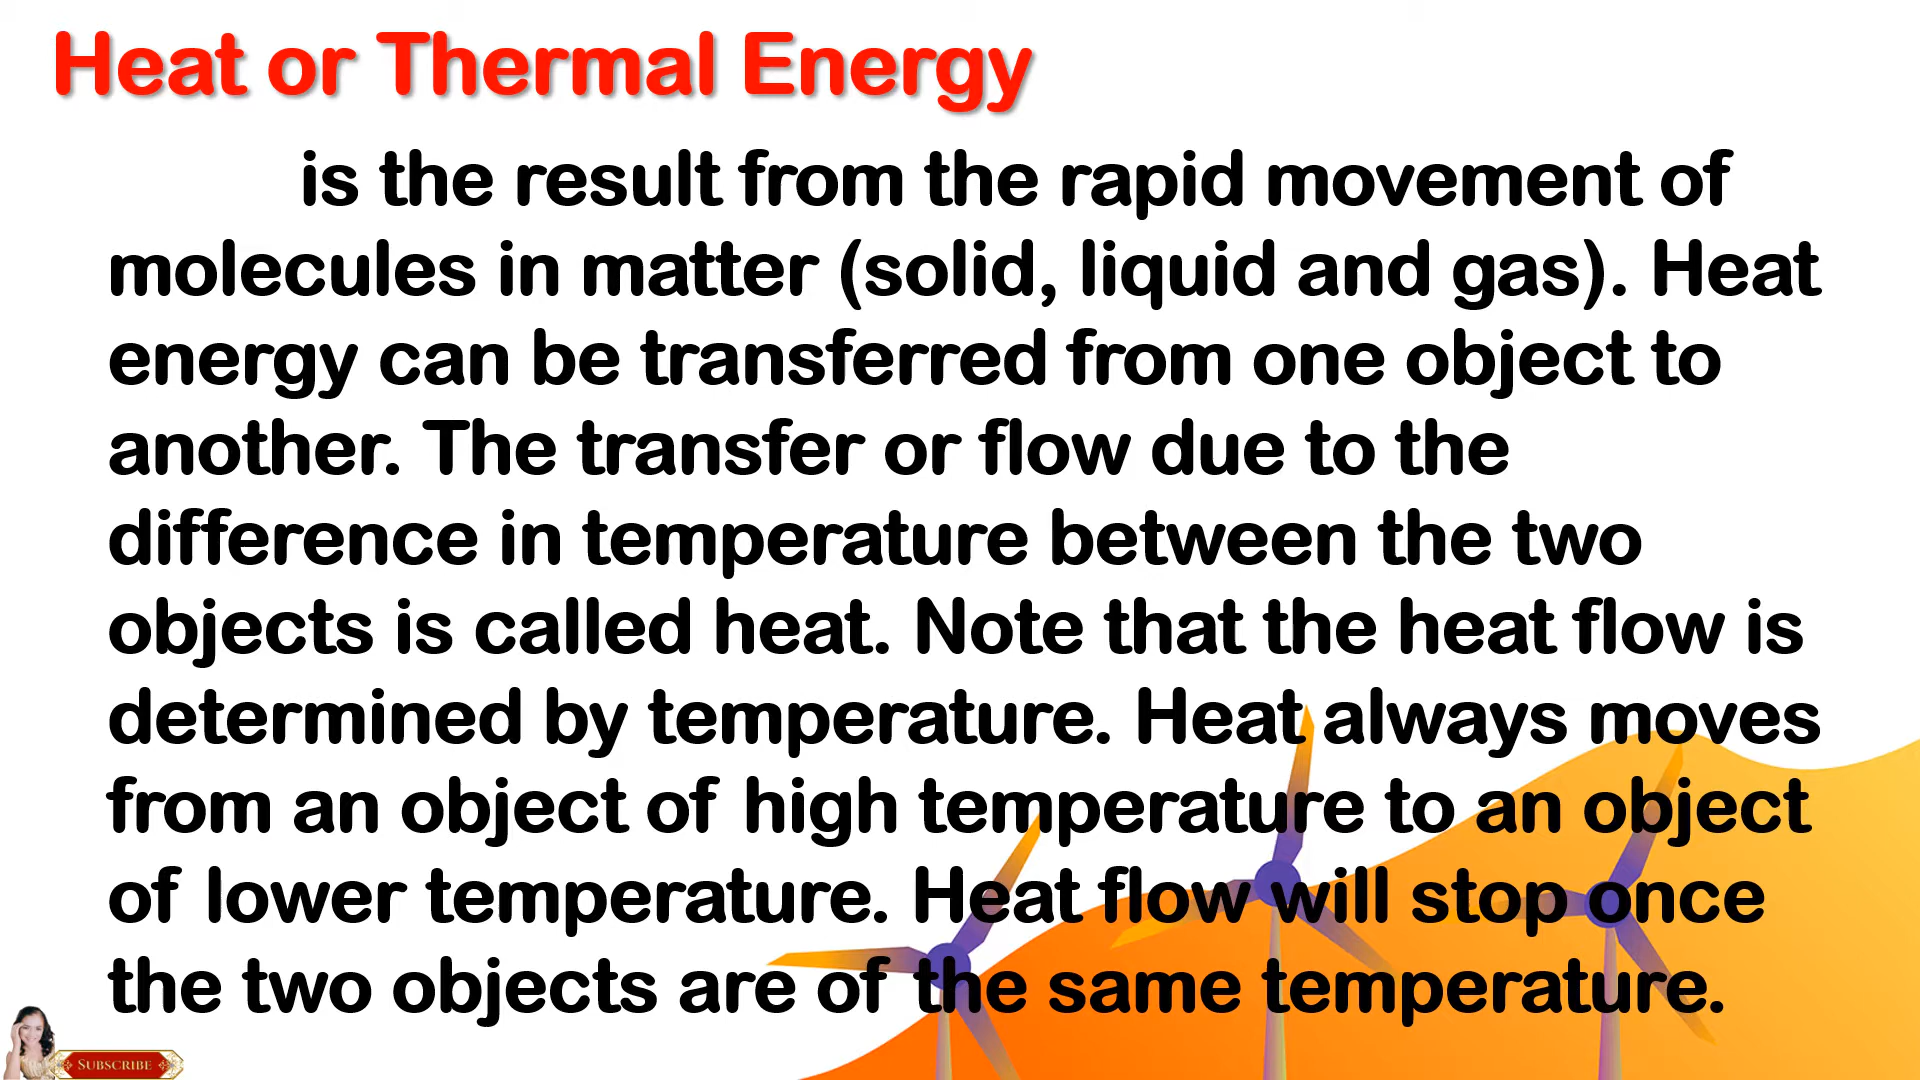 Heat or Thermal Energy
is the result from the rapid movement of
molecules in matter (solid, liquid and gas). Heat
energy can be transferred from one object to
another. The transfer or flow due to the
difference in temperature between the two
objects is called heat. Note that the heat flow is
determined by temperature. Heat always moves
from an object of high temperature to an object
of lower temperature. Heat flow will stop once
the two objects are of the same temperature.
SUBSCRIBE